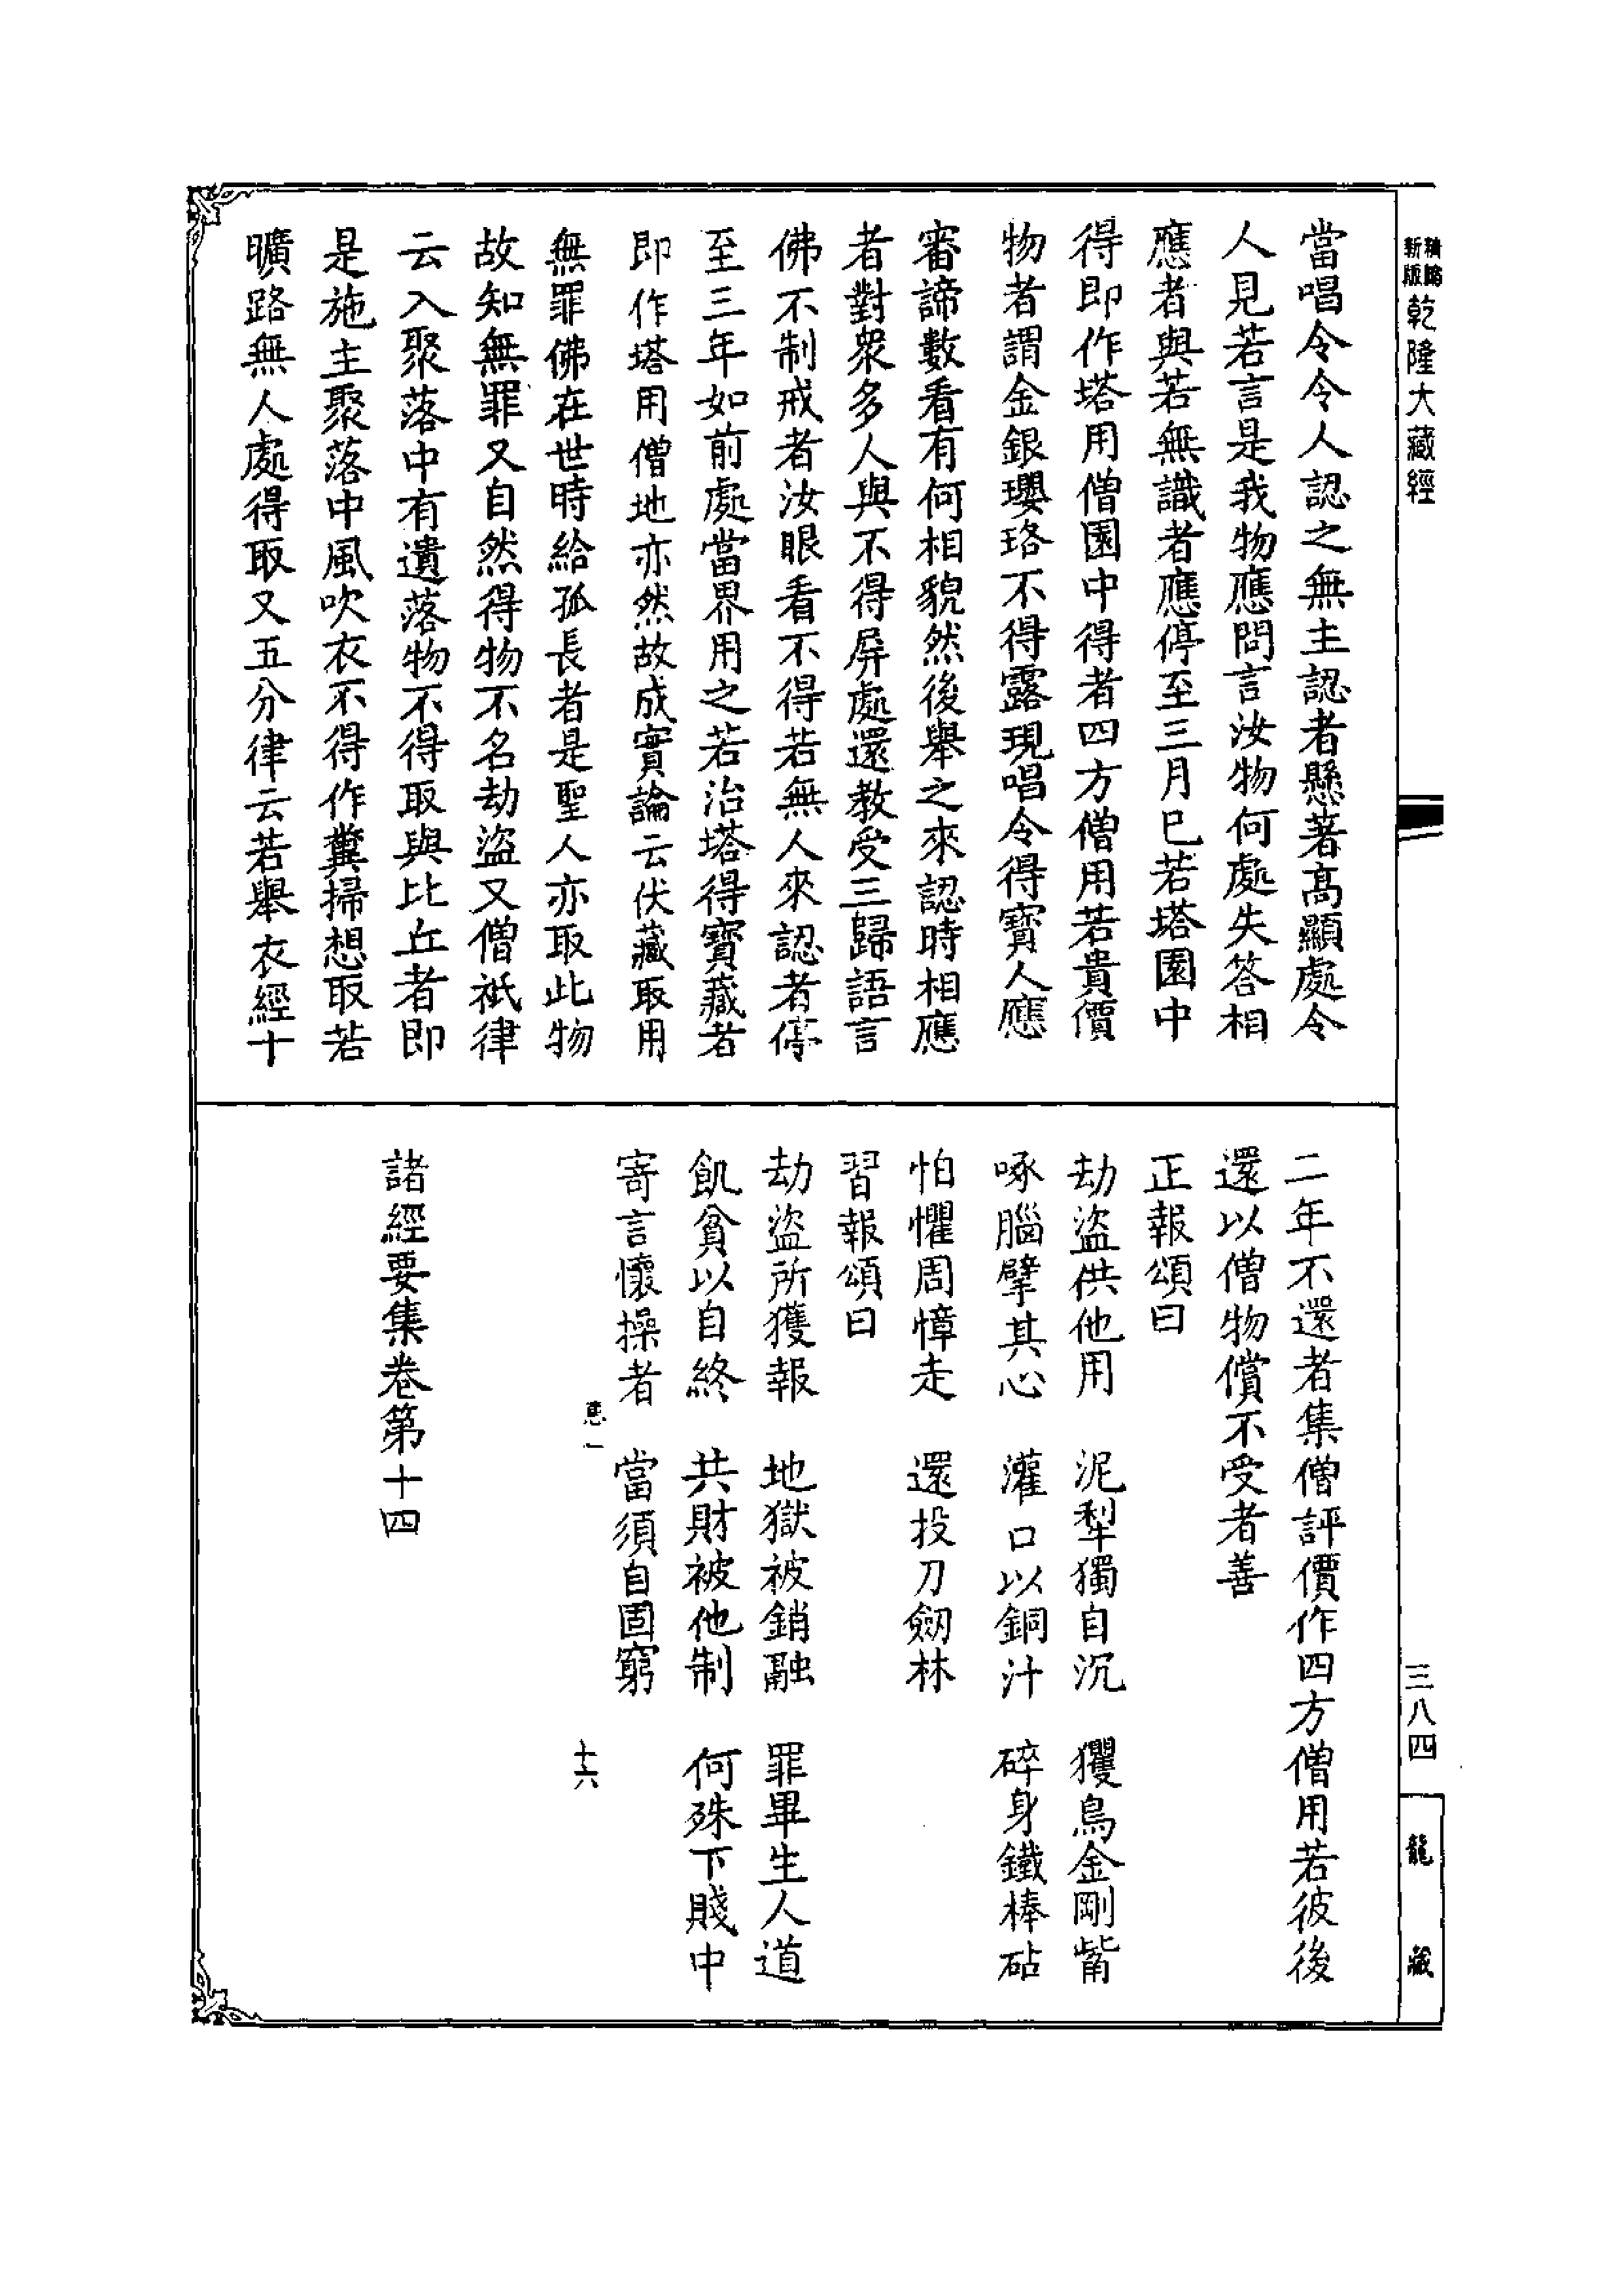 精縮
新版
乾隆大藏經
三八四
龍藏
當唱令令人認之無主認者懸著髙顯處令
人見若言是我物應問言汝物何處失答相
應者與若無識者應停至三月巳若塔園中
得即作塔用僧園中得者四方僧用若貴價
物者謂金銀瓔珞不得露現唱令得寶人應
審諦數看有何相貌然後舉之來認時相應
者對衆多人與不得屏處還教受三歸語言
佛不制戒者汝眼看不得若無人來認者停
至三年如前處當界用之若治塔得寶藏者
即作塔用僧地亦然故成實論云伏藏取用
無罪佛在世時給孤長者是聖人亦取此物
故知無罪又自然得物不名劫盜又僧祇律
云入聚落中有遺落物不得取與比丘者即
是施主聚落中風吹衣不得作糞掃想取若
曠路無人處得取又五分律云若舉衣經十
二年不還者集僧評價作四方僧用若彼後
還以僧物償不受者善
正報頌曰
劫盜供他用　泥犁獨自沉　玃鳥金剛觜
啄腦擘其心　灌口以銅汁　碎身鐵棒砧
怕懼周慞走　還投刀劒林
習報頌曰
劫盜所獲報　地獄被銷融　罪畢生人道
飢貧以自終　共財被他制　何殊下賤中
寄言懷操者　當須自固窮
惠一
十六
諸經要集卷第十四